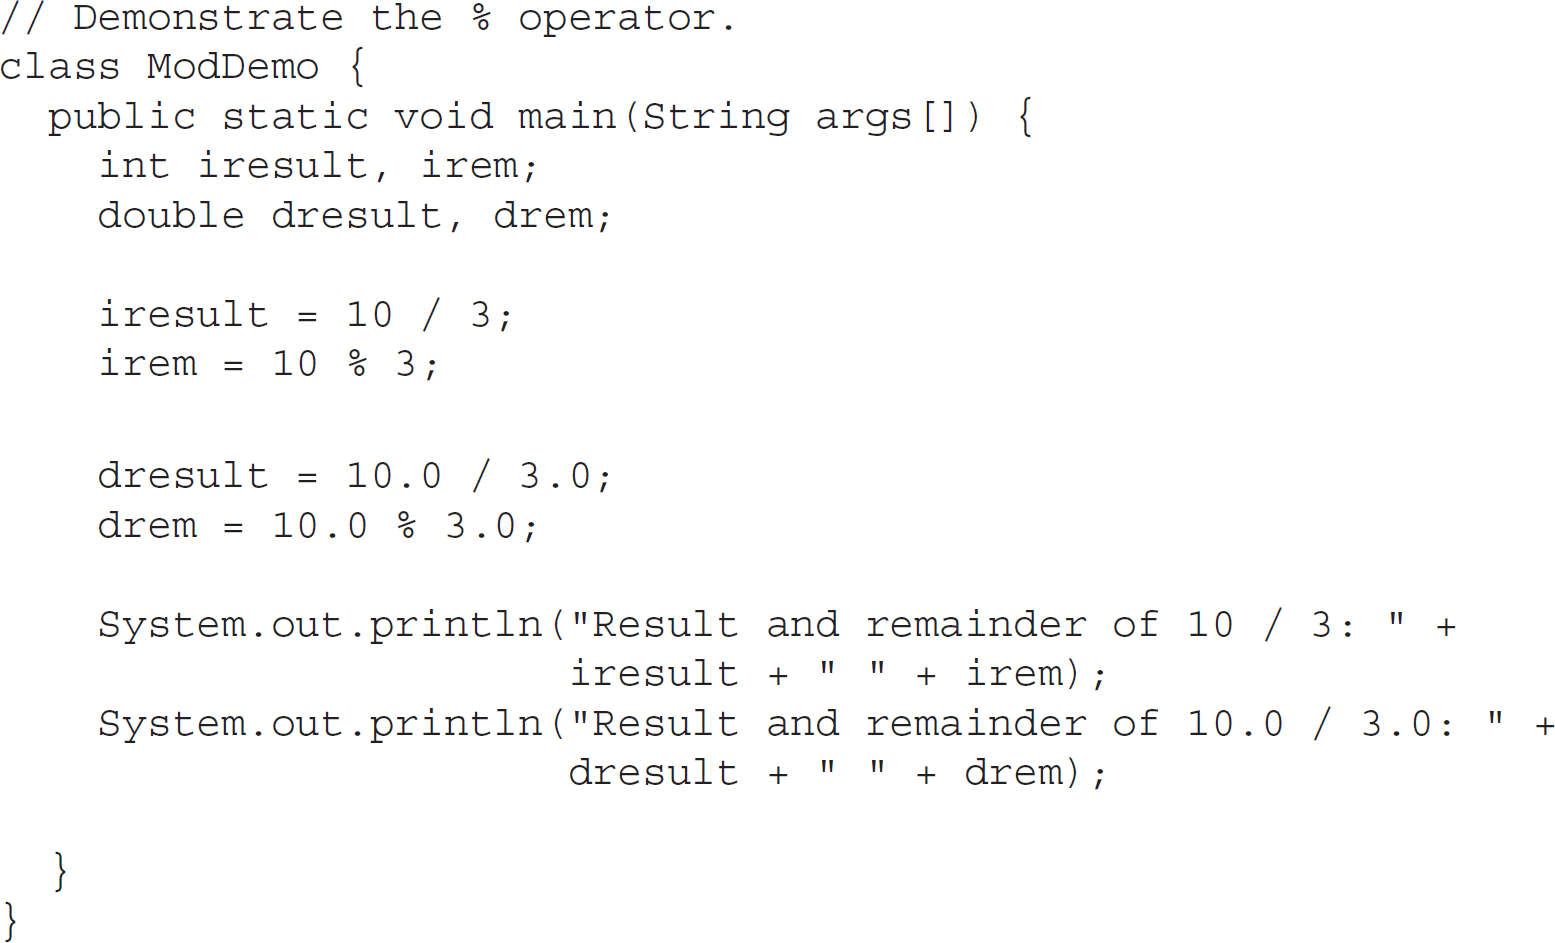 // Demonstrate the % operator.
class ModDemo {
  public static void main(String args[]) {
    int iresult, irem;
    double dresult, drem;

    iresult = 10 / 3;
    irem = 10 % 3;

    dresult = 10.0 / 3.0;
    drem = 10.0 % 3.0;

    System.out.println("Result and remainder of 10 / 3: " +
                       iresult + " " + irem);
    System.out.println("Result and remainder of 10.0 / 3.0: " +
                       dresult + " " + drem);

  }
}